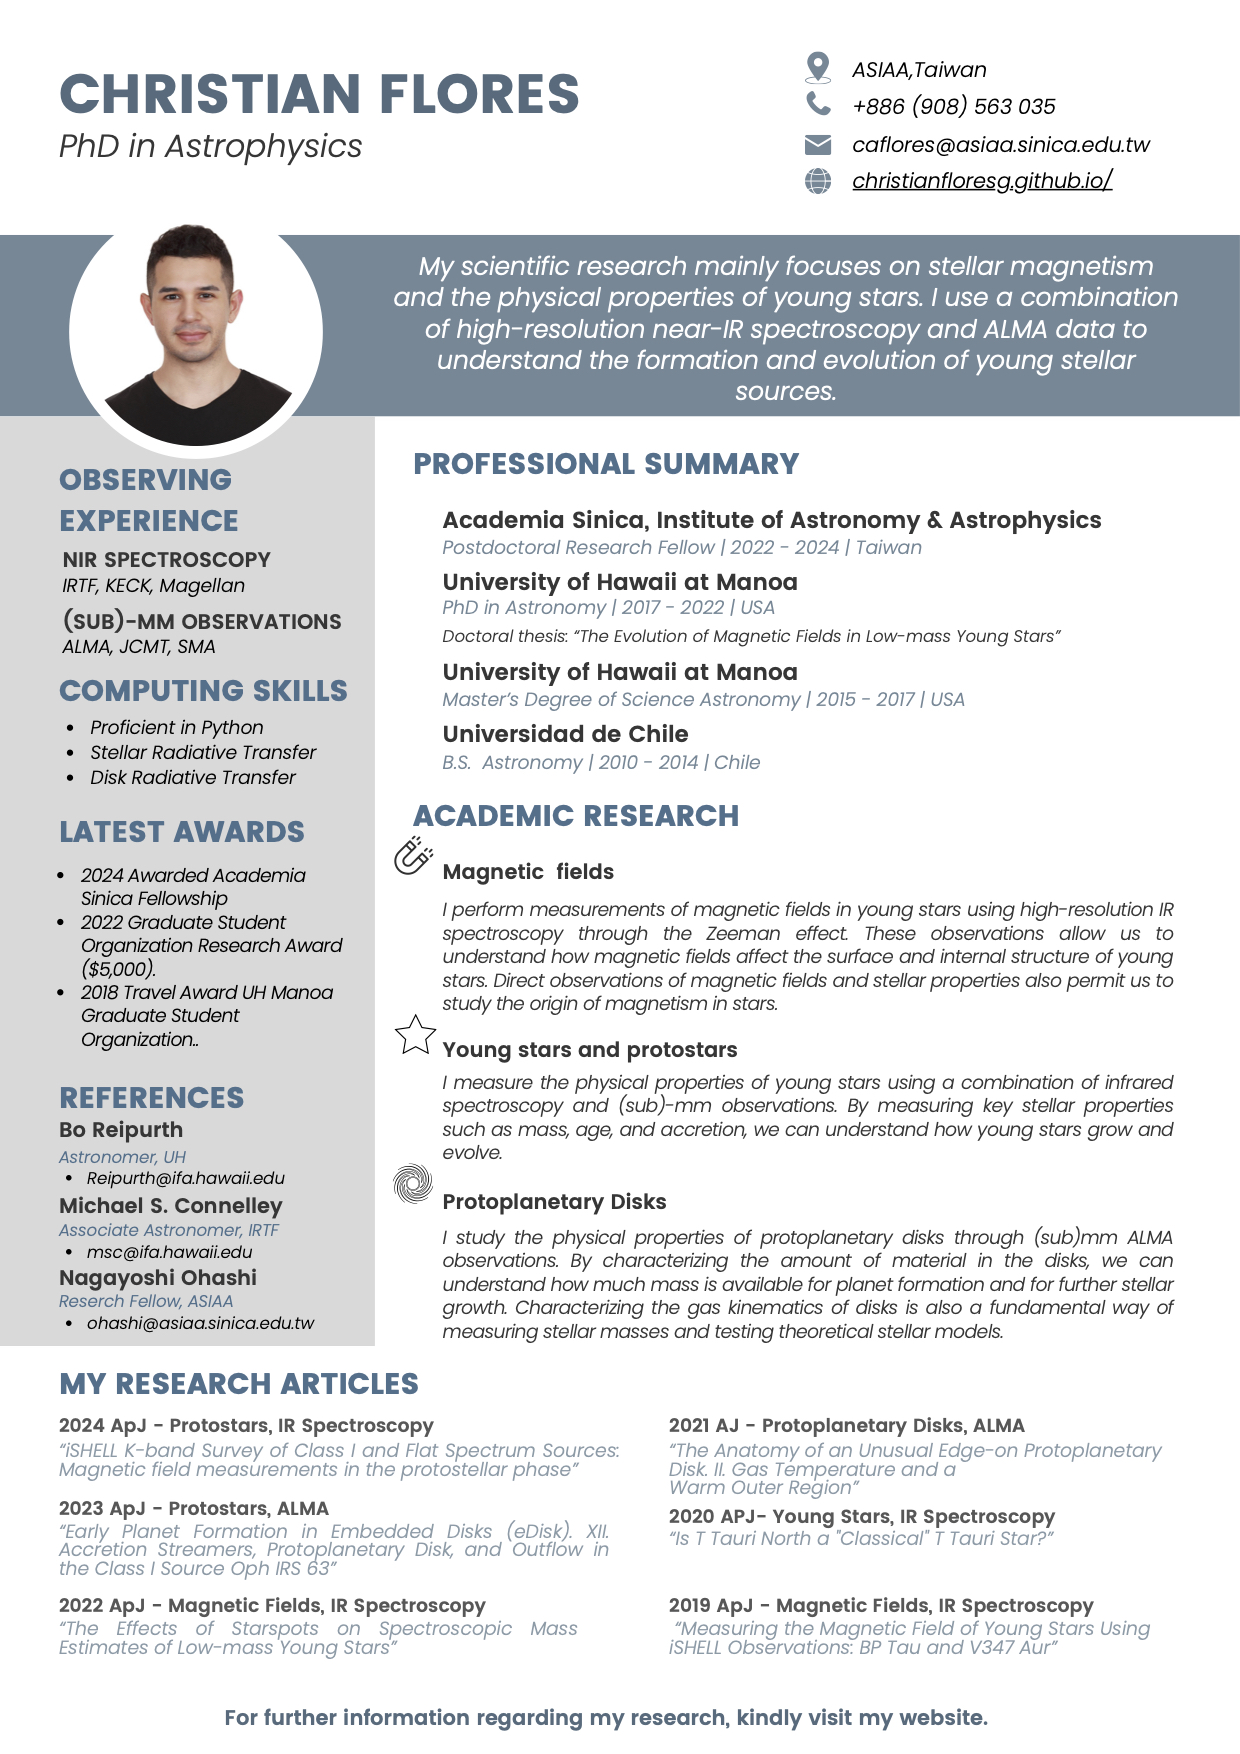 CHRISTIAN FLORES
PhD in Astrophysics
ASIAA,Taiwan
+886 (908) 563 035
caflores@asiaa.sinica.edu.tw
christianfloresg.github.io/
My scientific research mainly focuses on stellar magnetism
and the physical properties of young stars. I use a combination
of high-resolution near-IR spectroscopy and ALMA data to
understand the formation and evolution of young stellar
sources.
OBSERVING
EXPERIENCE
NIR SPECTROSCOPY
IRTF, KECK, Magellan
(SUB)-MM OBSERVATIONS
ALMA, JCMT, SMA
COMPUTING SKILLS
• Proficient in Python
• Stellar Radiative Transfer
• Disk Radiative Transfer
LATEST AWARDS
• 2024 Awarded Academia
Sinica Fellowship
• 2022 Graduate Student
Organization Research Award
($5,000).
• 2018 Travel Award UH Manoa
Graduate Student
Organization..
REFERENCES
Bo Reipurth
Astronomer, UH
• Reipurth@ifa.hawaii.edu
Michael S. Connelley
Associate Astronomer, IRTF
• msc@ifa.hawaii.edu
Nagayoshi Ohashi
Reserch Fellow, ASIAA
• ohashi@asiaa.sinica.edu.tw
PROFESSIONAL SUMMARY
Academia Sinica, Institute of Astronomy & Astrophysics
Postdoctoral Research Fellow | 2022 - 2024 | Taiwan
University of Hawaii at Manoa
PhD in Astronomy | 2017 - 2022 | USA
Doctoral thesis: “The Evolution of Magnetic Fields in Low-mass Young Stars”
University of Hawaii at Manoa
Master’s Degree of Science Astronomy | 2015 - 2017 | USA
Universidad de Chile
B.S. Astronomy | 2010 - 2014 | Chile
ACADEMIC RESEARCH
Magnetic fields
I perform measurements of magnetic fields in young stars using high-resolution IR
spectroscopy through the Zeeman effect. These observations allow us to
understand how magnetic fields affect the surface and internal structure of young
stars. Direct observations of magnetic fields and stellar properties also permit us to
study the origin of magnetism in stars.
Young stars and protostars
I measure the physical properties of young stars using a combination of infrared
spectroscopy and (sub)-mm observations. By measuring key stellar properties
such as mass, age, and accretion, we can understand how young stars grow and
evolve.
Protoplanetary Disks
I study the physical properties of protoplanetary disks through (sub)mm ALMA
observations. By characterizing the amount of material in the disks, we can
understand how much mass is available for planet formation and for further stellar
growth. Characterizing the gas kinematics of disks is also a fundamental way of
measuring stellar masses and testing theoretical stellar models.
MY RESEARCH ARTICLES
2024 ApJ - Protostars, IR Spectroscopy
“iSHELL K-band Survey of Class I and Flat Spectrum Sources:
Magnetic field measurements in the protostellar phase”
2023 ApJ - Protostars, ALMA
“Early Planet Formation in Embedded Disks (eDisk). XII.
Accretion Streamers, Protoplanetary Disk, and Outflow in
the Class I Source Oph IRS 63”
2022 ApJ - Magnetic Fields, IR Spectroscopy
“The Effects of Starspots on Spectroscopic Mass
Estimates of Low-mass Young Stars”
2021 AJ - Protoplanetary Disks, ALMA
“The Anatomy of an Unusual Edge-on Protoplanetary
Disk. II. Gas Temperature and a
Warm Outer Region”
2020 APJ- Young Stars, IR Spectroscopy
“Is T Tauri North a "Classical" T Tauri Star?”
2019 ApJ - Magnetic Fields, IR Spectroscopy
“Measuring the Magnetic Field of Young Stars Using
iSHELL Observations: BP Tau and V347 Aur”
For further information regarding my research, kindly visit my website.